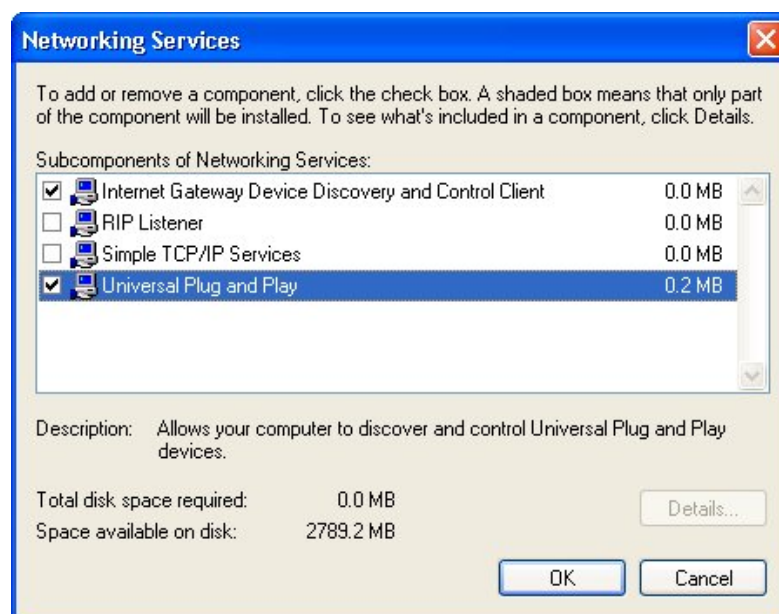 Networking Services
To add or remove a component, click the check box. A shaded box means that only part
of the component will be installed. To see what's included in a component, click Details.
Subcomponents of Networking Services:
Internet Gateway Device Discovery and Control Client 0.0 MB
RIP Listener 0.0 MB
Simple TCP/IP Services 0.0 MB
Universal Plug and Play 0.2 MB
Description: Allows your computer to discover and control Universal Plug and Play
devices.
Total disk space required: 0.0 MB
Details...
Space available on disk: 2789.2 MB
OK Cancel